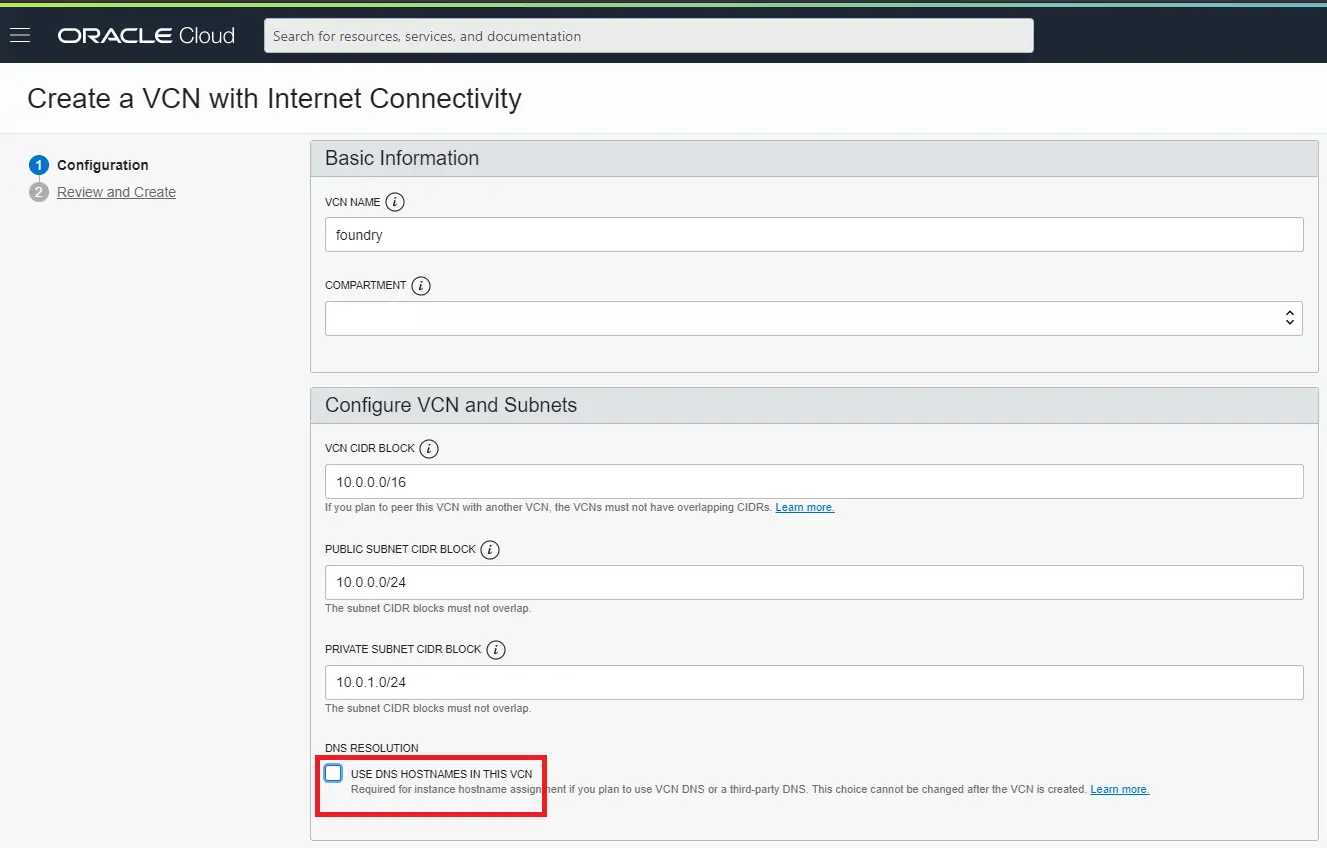 ORACLE Cloud
Search for resources, services, and documentation
Create a VCN with Internet Connectivity
1 Configuration
2 Review and Create
Basic Information
VCN NAME i
foundry
COMPARTMENT i
Configure VCN and Subnets
VCN CIDR BLOCK i
10.0.0.0/16
If you plan to peer this VCN with another VCN, the VCNs must not have overlapping CIDRs. Learn more.
PUBLIC SUBNET CIDR BLOCK i
10.0.0.0/24
The subnet CIDR blocks must not overlap.
PRIVATE SUBNET CIDR BLOCK i
10.0.1.0/24
The subnet CIDR blocks must not overlap.
DNS RESOLUTION
USE DNS HOSTNAMES IN THIS VCN
Required for instance hostname assignment if you plan to use VCN DNS or a third-party DNS. This choice cannot be changed after the VCN is created. Learn more.